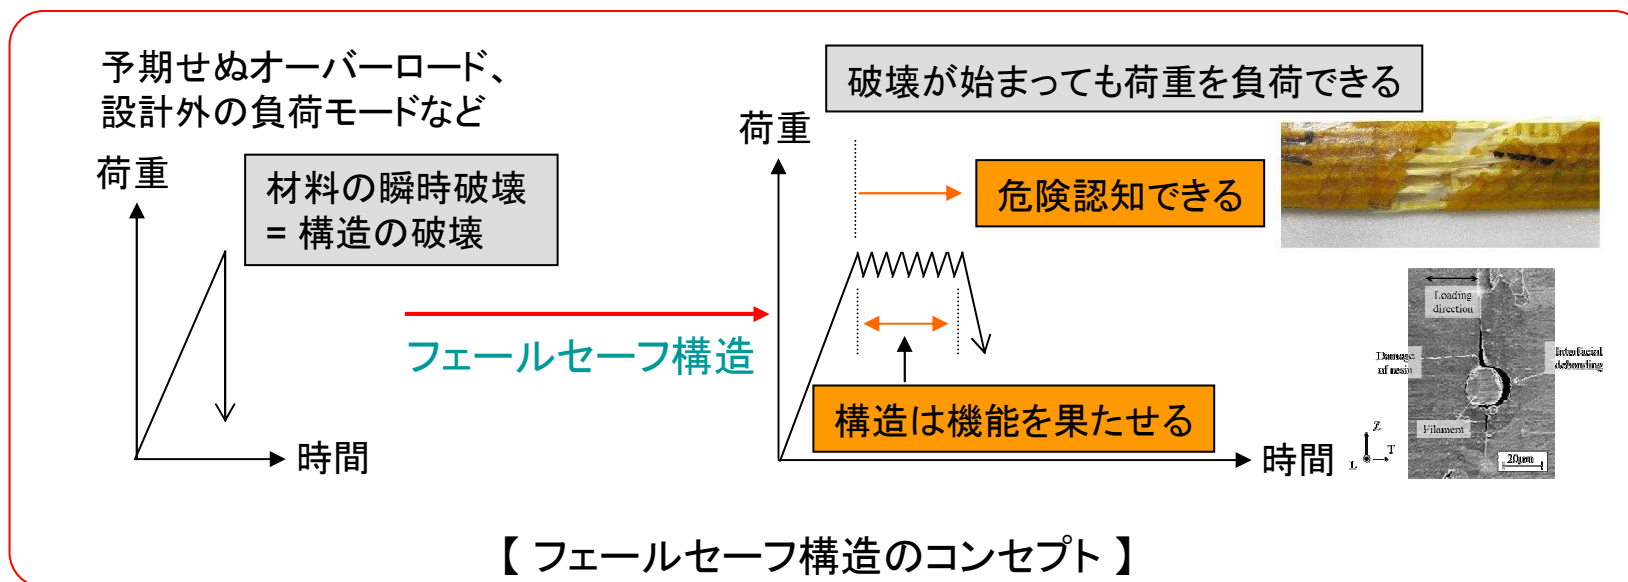 予期せぬオーバーロード、
設計外の負荷モードなど
荷重
材料の瞬時破壊
= 構造の破壊
時間
フェールセーフ構造
破壊が始まっても荷重を負荷できる
荷重
危険認知できる
構造は機能を果たせる
時間
Loading
direction
Damage
of resin
Interfacial
debonding
Filament
Z
T
L
20μm
【 フェールセーフ構造のコンセプト 】